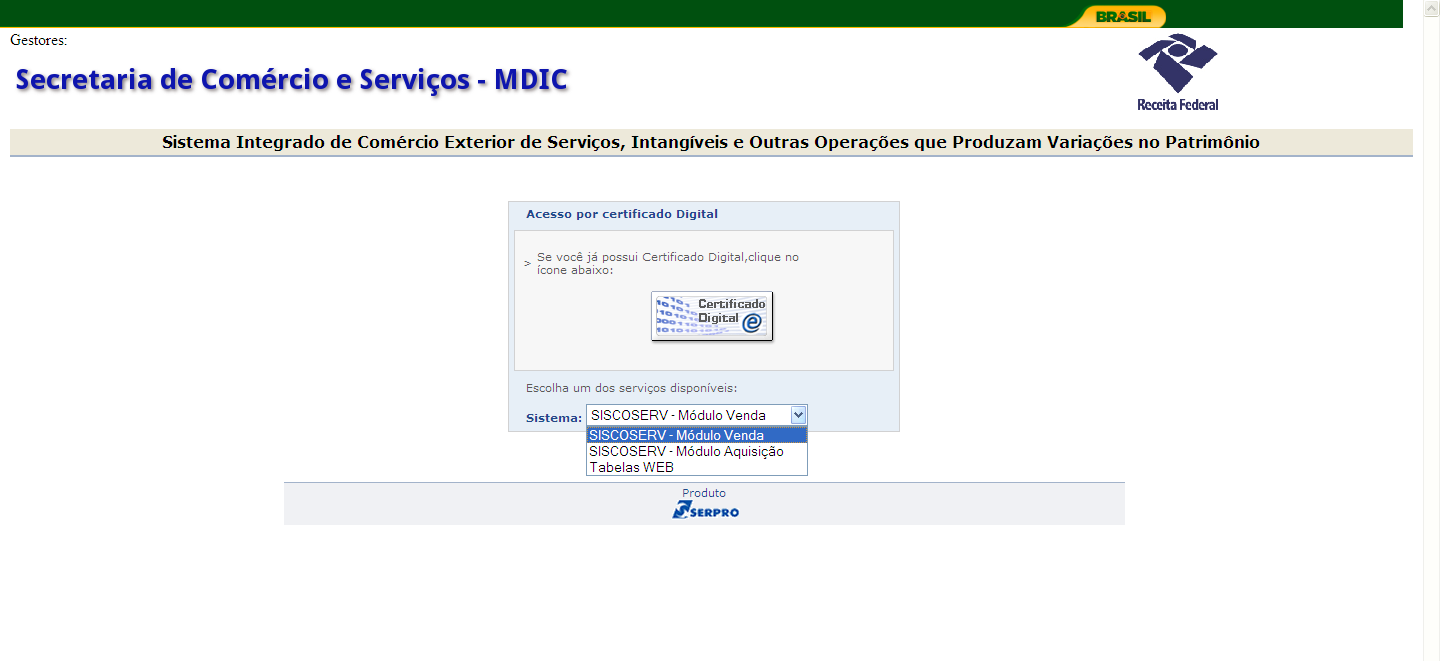 BRASIL
Gestores:
Secretaria de Comércio e Serviços - MDIC
Receita Federal
Sistema Integrado de Comércio Exterior de Serviços, Intangíveis e Outras Operações que Produzam Variações no Patrimônio
Acesso por certificado Digital
> Se você já possui Certificado Digital,clique no
ícone abaixo:
Certificado
Digital e
Escolha um dos serviços disponíveis:
Sistema: SISCOSERV - Módulo Venda
SISCOSERV - Módulo Venda
SISCOSERV - Módulo Aquisição
Tabelas WEB
Produto
SERPRO